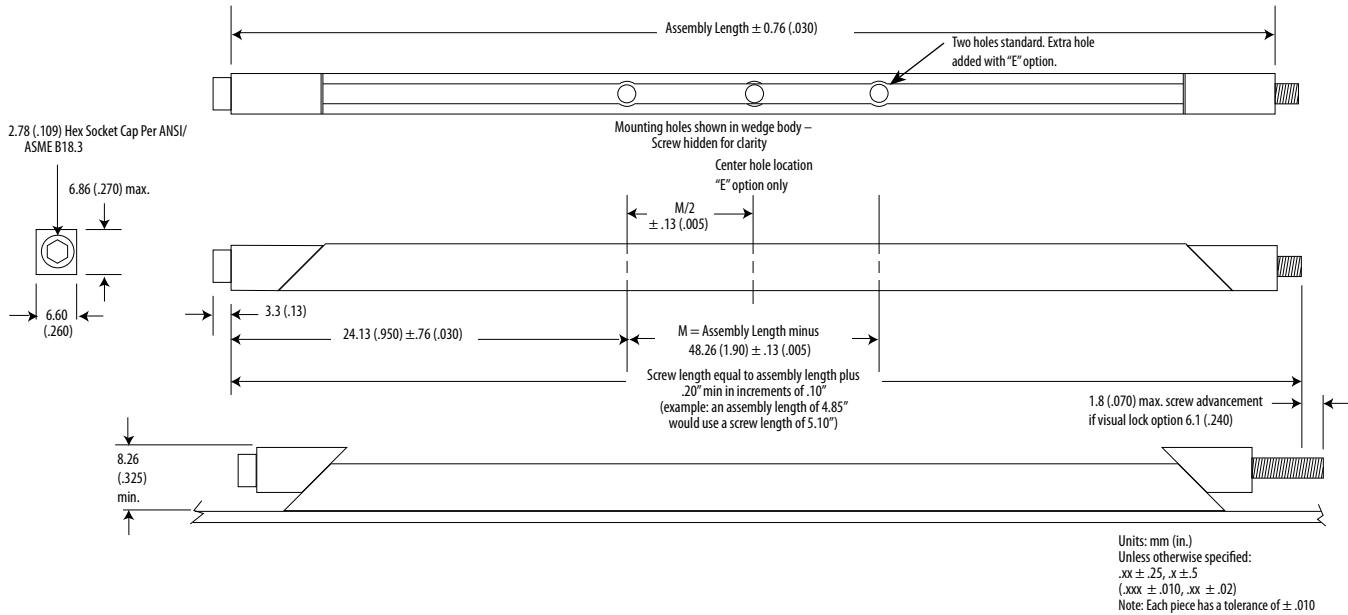 Assembly Length ± 0.76 (.030)
Two holes standard. Extra hole
added with “E” option.
2.78 (.109) Hex Socket Cap Per ANSI/
ASME B18.3
Mounting holes shown in wedge body –
Screw hidden for clarity
Center hole location
“E” option only
6.86 (.270) max.
M/2
± .13 (.005)
6.60
(.260)
3.3 (.13)
24.13 (.950) ±.76 (.030)
M = Assembly Length minus
48.26 (1.90) ± .13 (.005)
Screw length equal to assembly length plus
.20” min in increments of .10”
(example: an assembly length of 4.85”
would use a screw length of 5.10”)
1.8 (.070) max. screw advancement
if visual lock option 6.1 (.240)
8.26
(.325)
min.
Units: mm (in.)
Unless otherwise specified:
.xx ± .25, .x ±.5
(.xxx ± .010, .xx ± .02)
Note: Each piece has a tolerance of ± .010